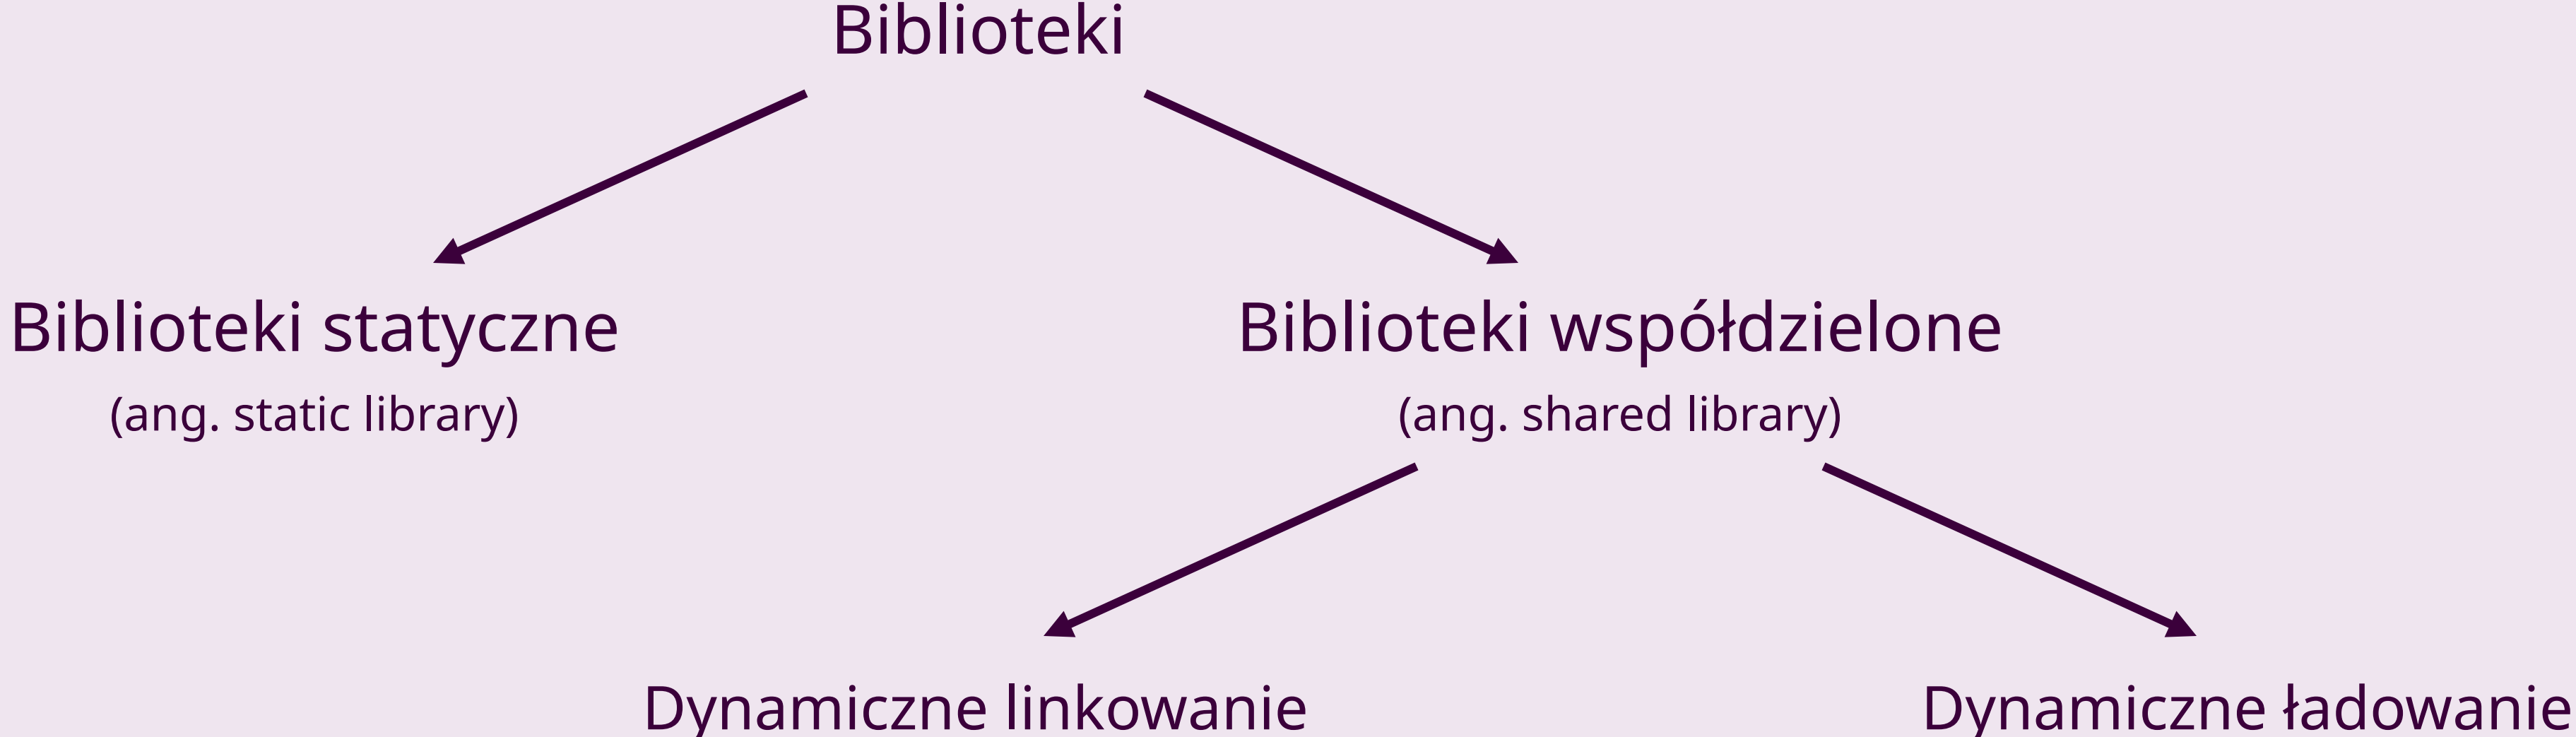 Biblioteki
Biblioteki statyczne
(ang. static library)
Biblioteki współdzielone
(ang. shared library)
Dynamiczne linkowanie
Dynamiczne ładowanie